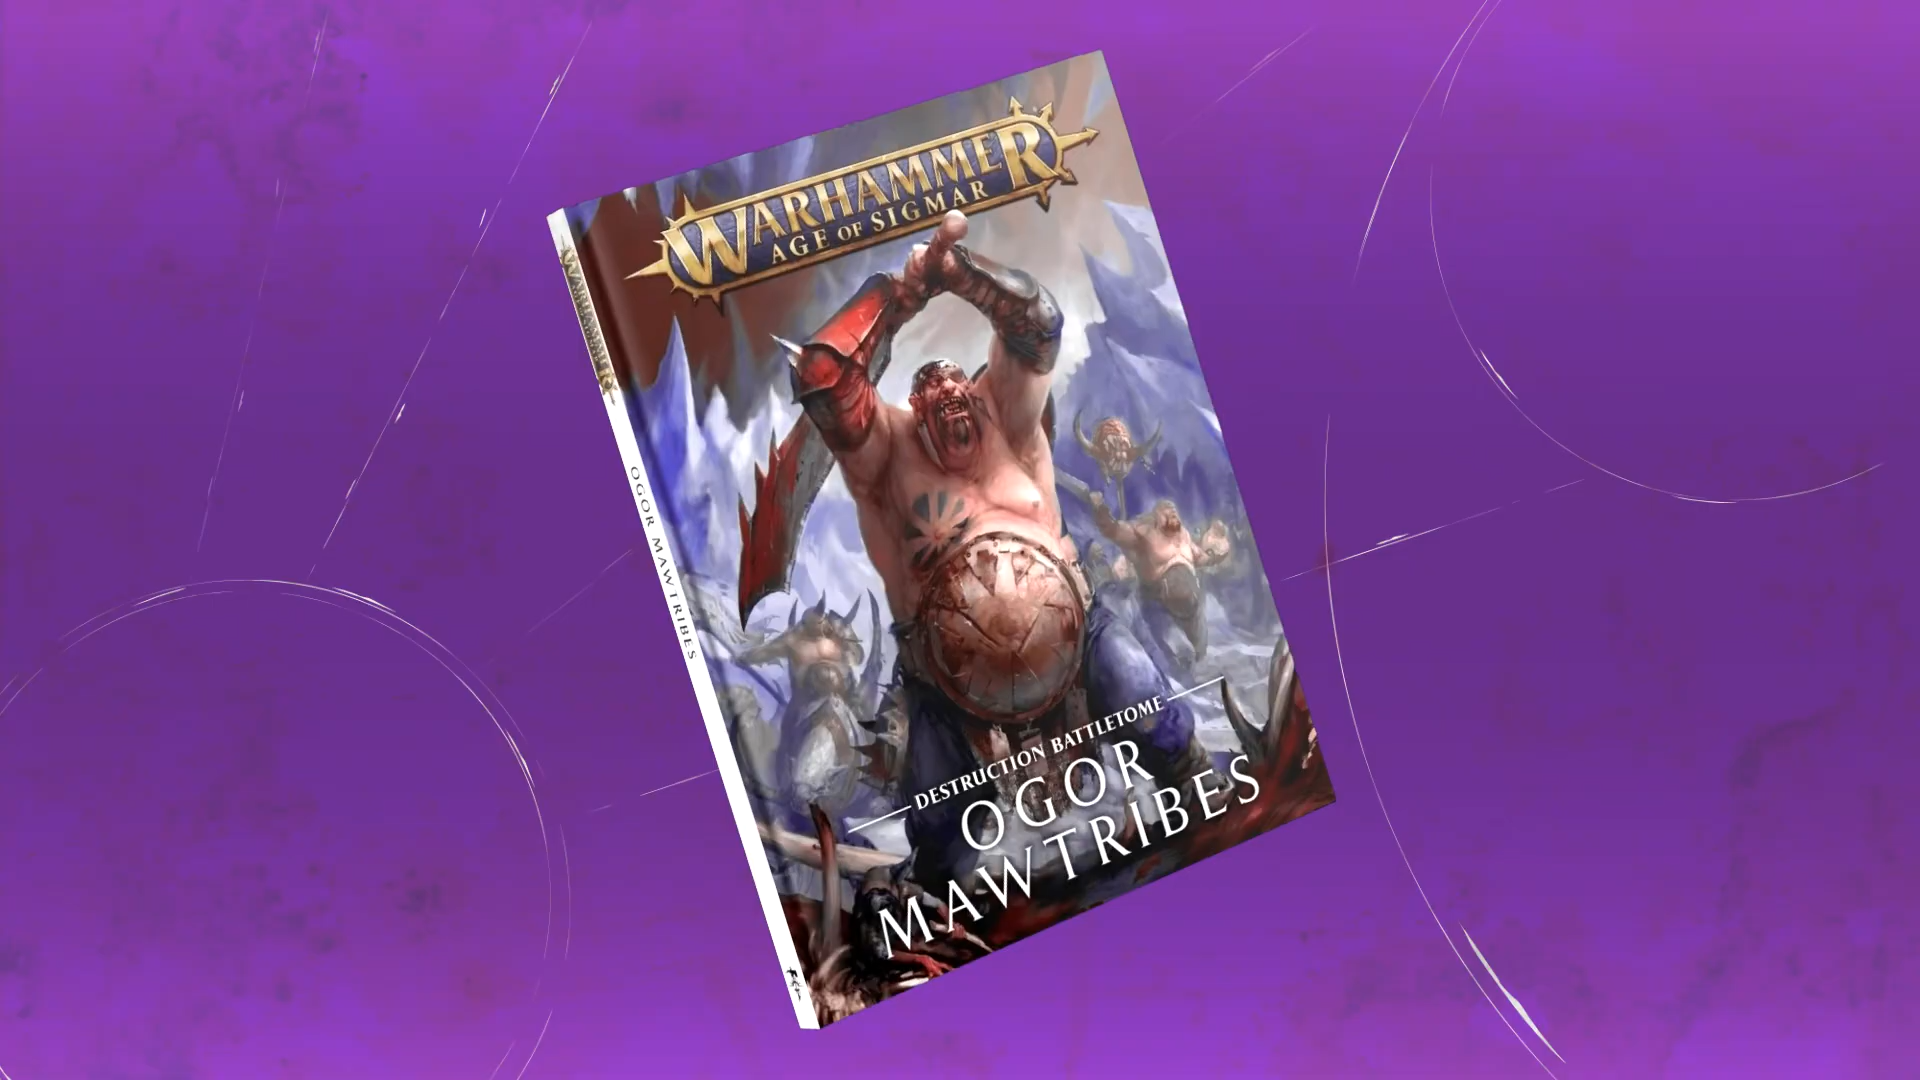 WARHAMMER
AGE OF SIGMAR
WARHAMMER
OGOR MAWTRIBES
DESTRUCTION BATTLETOME
OGOR
MAWTRIBES